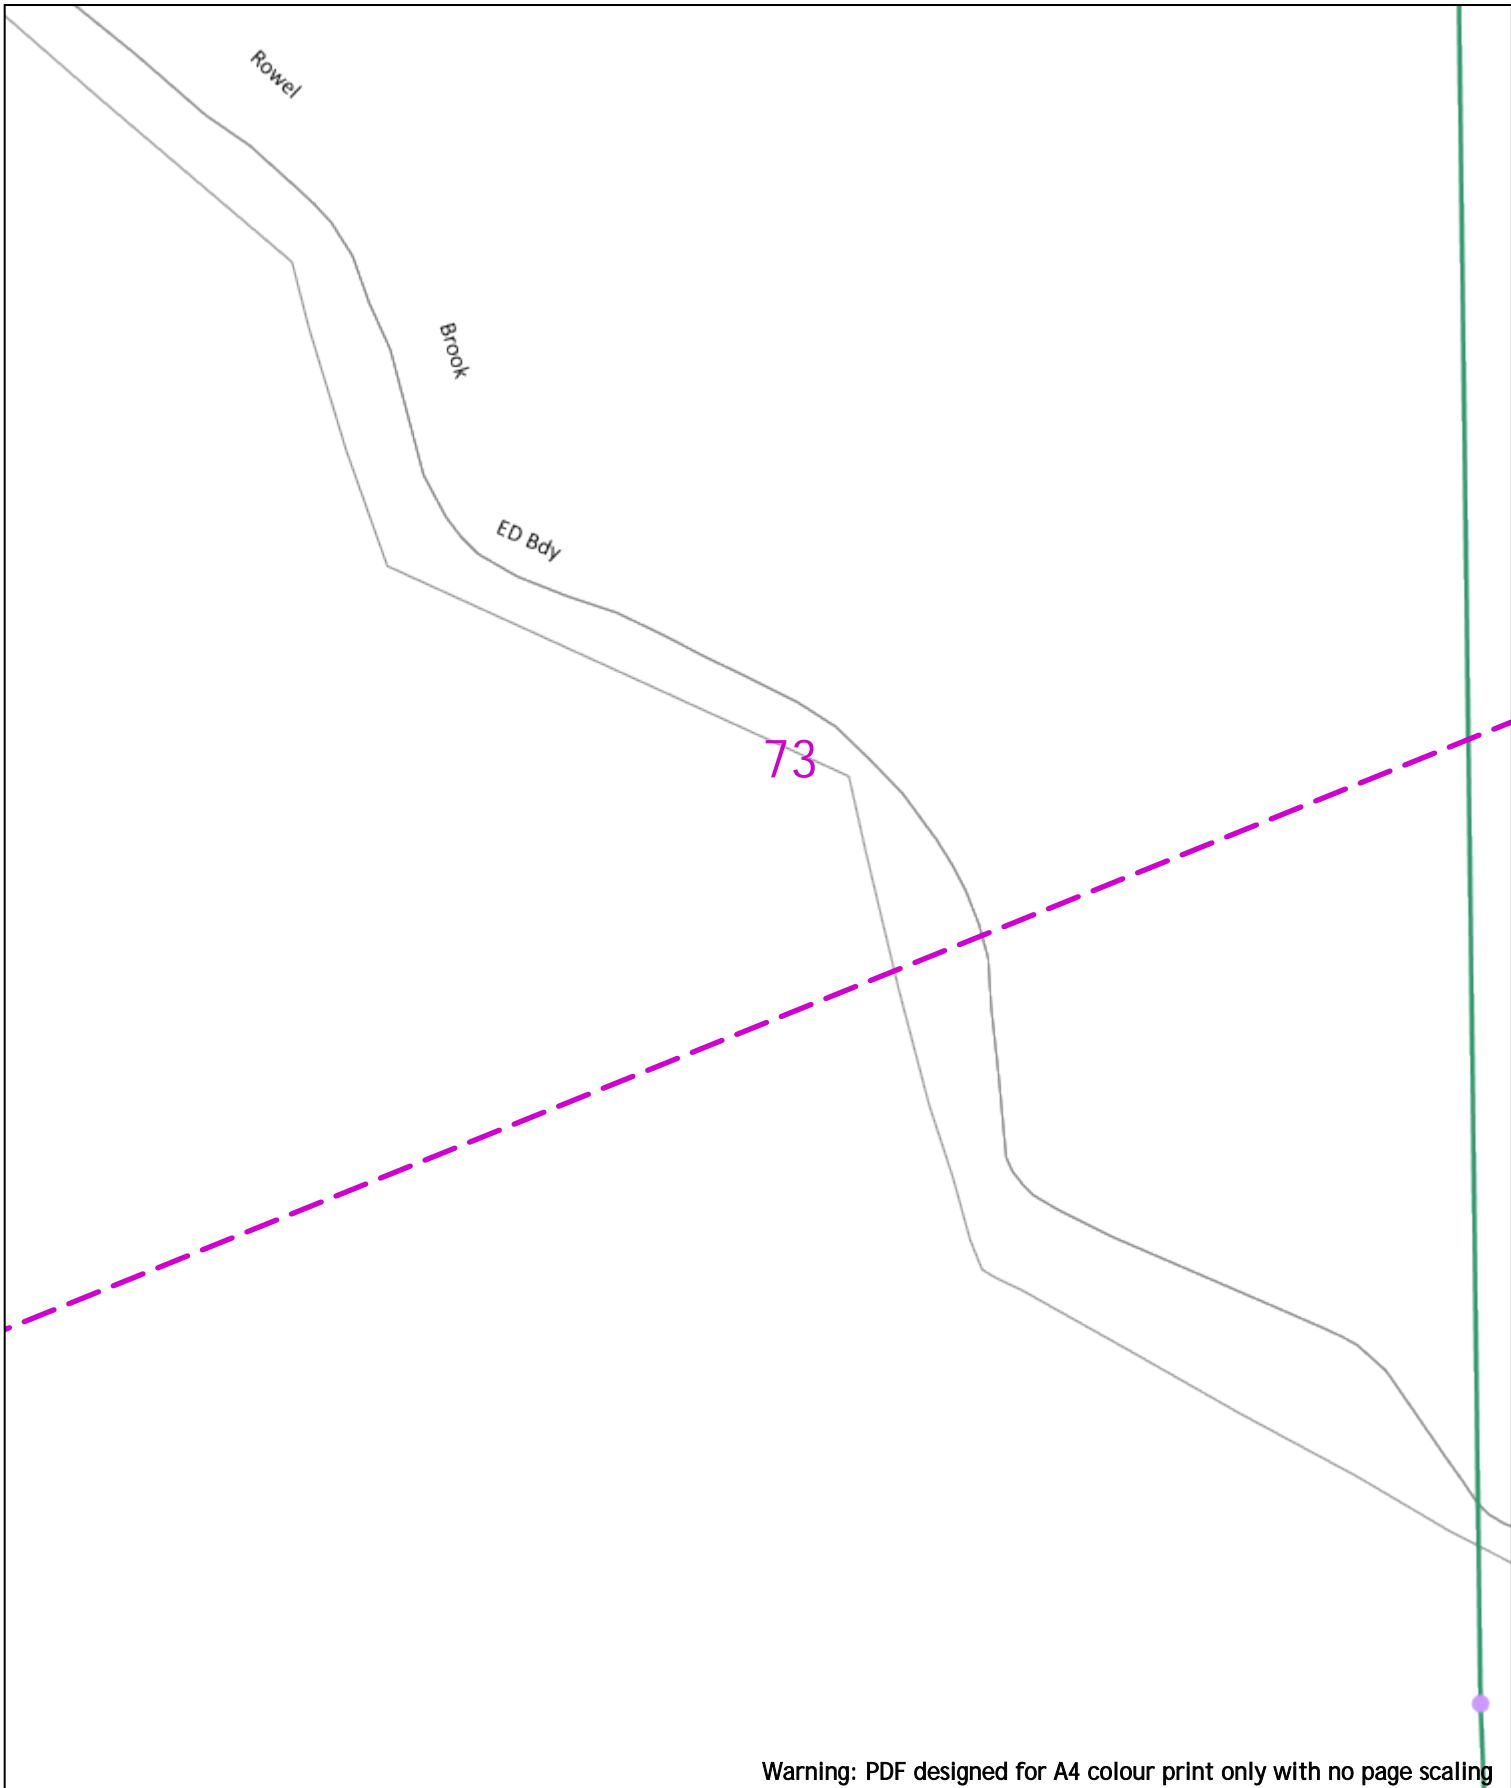 Rowel
Brook
ED Bdy
73
Warning: PDF designed for A4 colour print only with no page scaling